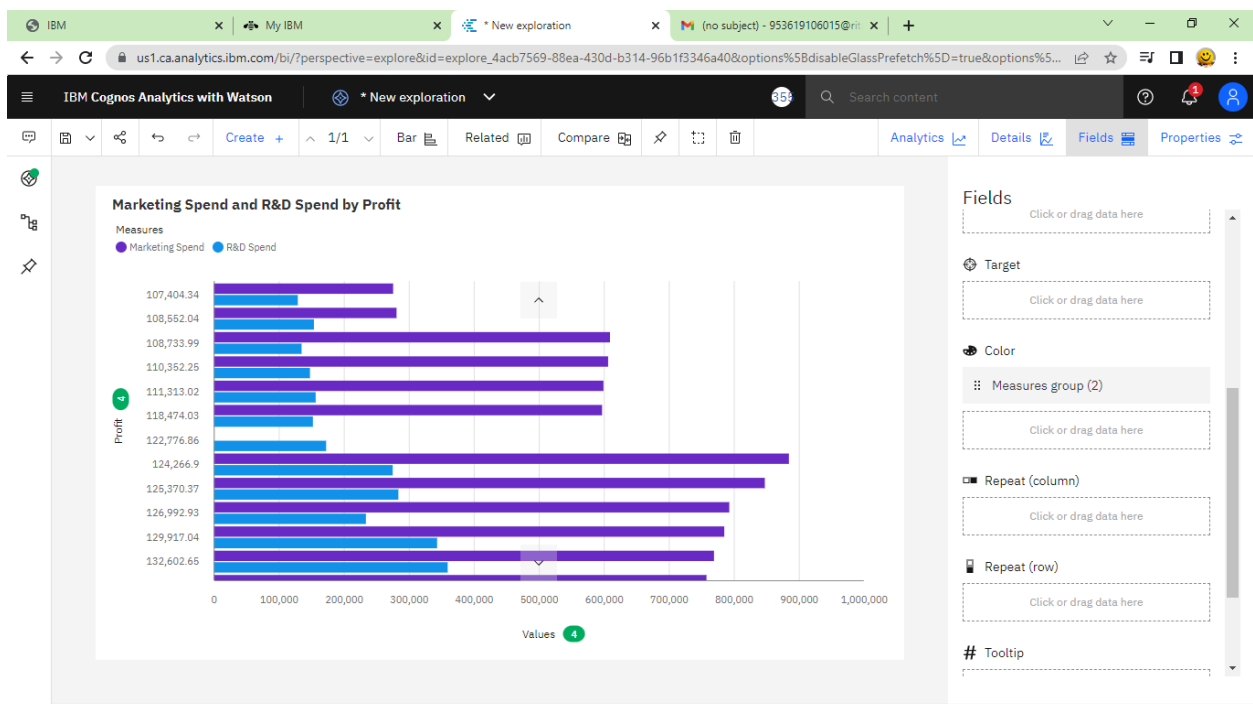 IBM
My IBM
* New exploration
(no subject) - 953619106015@rit
us1.ca.analytics.ibm.com/bi/?perspective=explore&id=explore_4acb7569-88ea-430d-b314-96b1f3346a40&options%5BdisableGlassPrefetch%5D=true&options%5...
IBM Cognos Analytics with Watson
* New exploration
355
Search content
1
Create +
1/1
Bar
Related
Compare
Analytics
Details
Fields
Properties
Marketing Spend and R&D Spend by Profit
Measures
Marketing Spend
R&D Spend
107,404.34
108,552.04
108,733.99
110,352.25
111,313.02
118,474.03
122,776.86
124,266.9
125,370.37
126,992.93
129,917.04
132,602.65
Profit 4
0 100,000 200,000 300,000 400,000 500,000 600,000 700,000 800,000 900,000 1,000,000
Values 4
Fields
Click or drag data here
Target
Click or drag data here
Color
Measures group (2)
Click or drag data here
Repeat (column)
Click or drag data here
Repeat (row)
Click or drag data here
# Tooltip